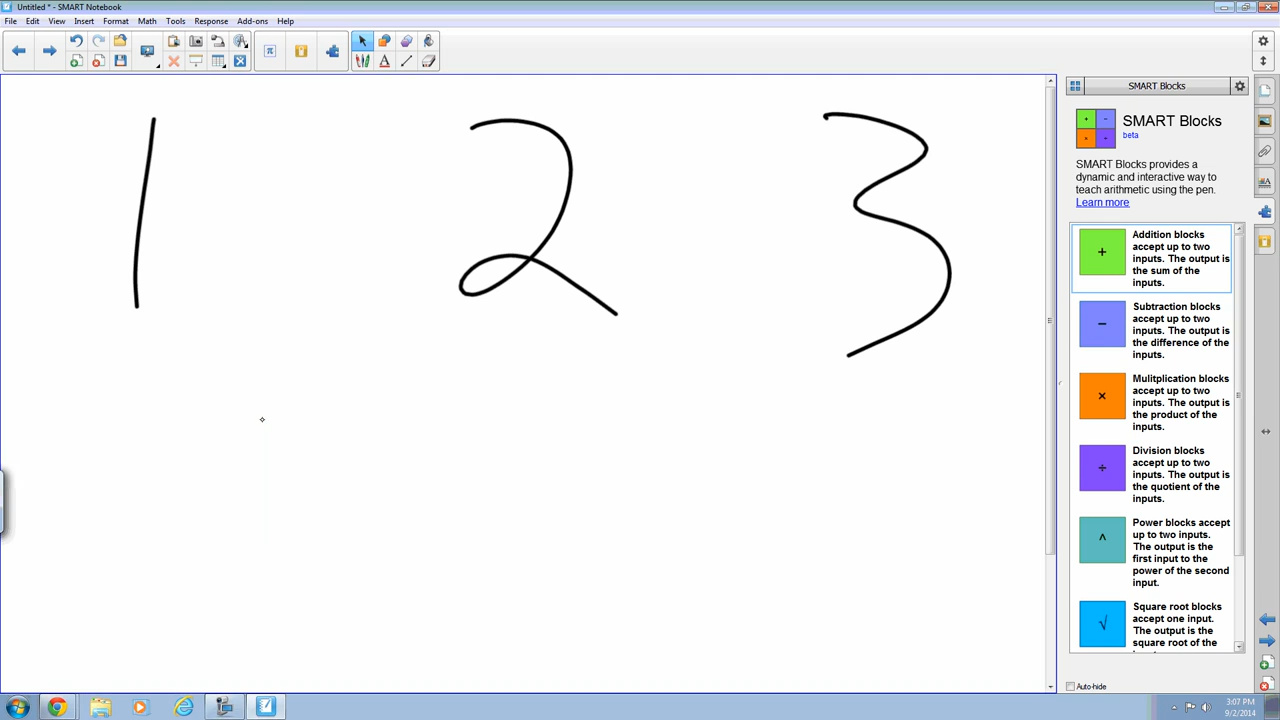 Untitled * - SMART Notebook
File Edit View Insert Format Math Tools Response Add-ons Help
π
A
SMART Blocks
1 2 3
+ -
SMART Blocks
beta
SMART Blocks provides a
dynamic and interactive way to
teach arithmetic using the pen.
Learn more
+
Addition blocks
accept up to two
inputs. The output is
the sum of the
inputs.
−
Subtraction blocks
accept up to two
inputs. The output is
the difference of the
inputs.
×
Mulitplication blocks
accept up to two
inputs. The output is
the product of the
inputs.
÷
Division blocks
accept up to two
inputs. The output is
the quotient of the
inputs.
^
Power blocks accept
up to two inputs.
The output is the
first input to the
power of the second
input.
√
Square root blocks
accept one input.
The output is the
square root of the
Auto-hide
3:07 PM
9/2/2014